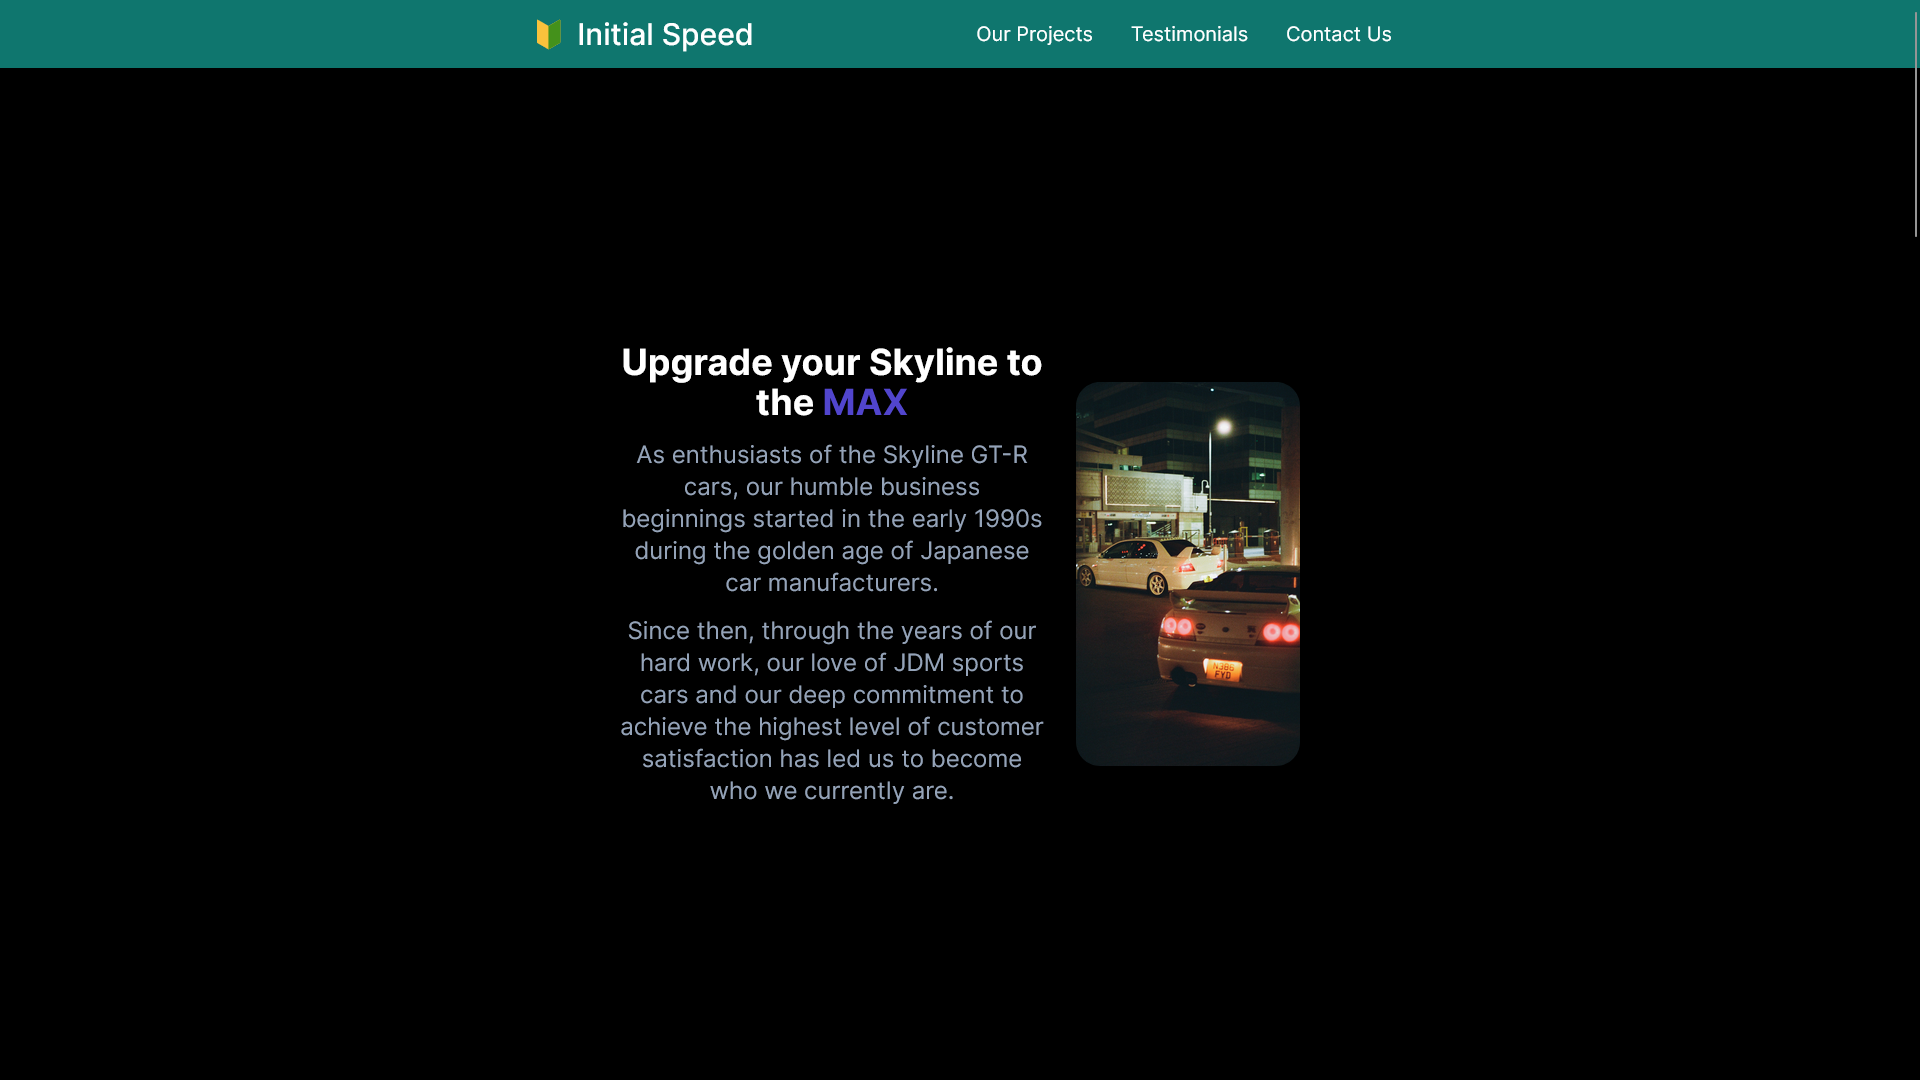 Initial Speed
Our Projects
Testimonials
Contact Us
Upgrade your Skyline to
the MAX
As enthusiasts of the Skyline GT-R
cars, our humble business
beginnings started in the early 1990s
during the golden age of Japanese
car manufacturers.
Since then, through the years of our
hard work, our love of JDM sports
cars and our deep commitment to
achieve the highest level of customer
satisfaction has led us to become
who we currently are.
N386
FYD